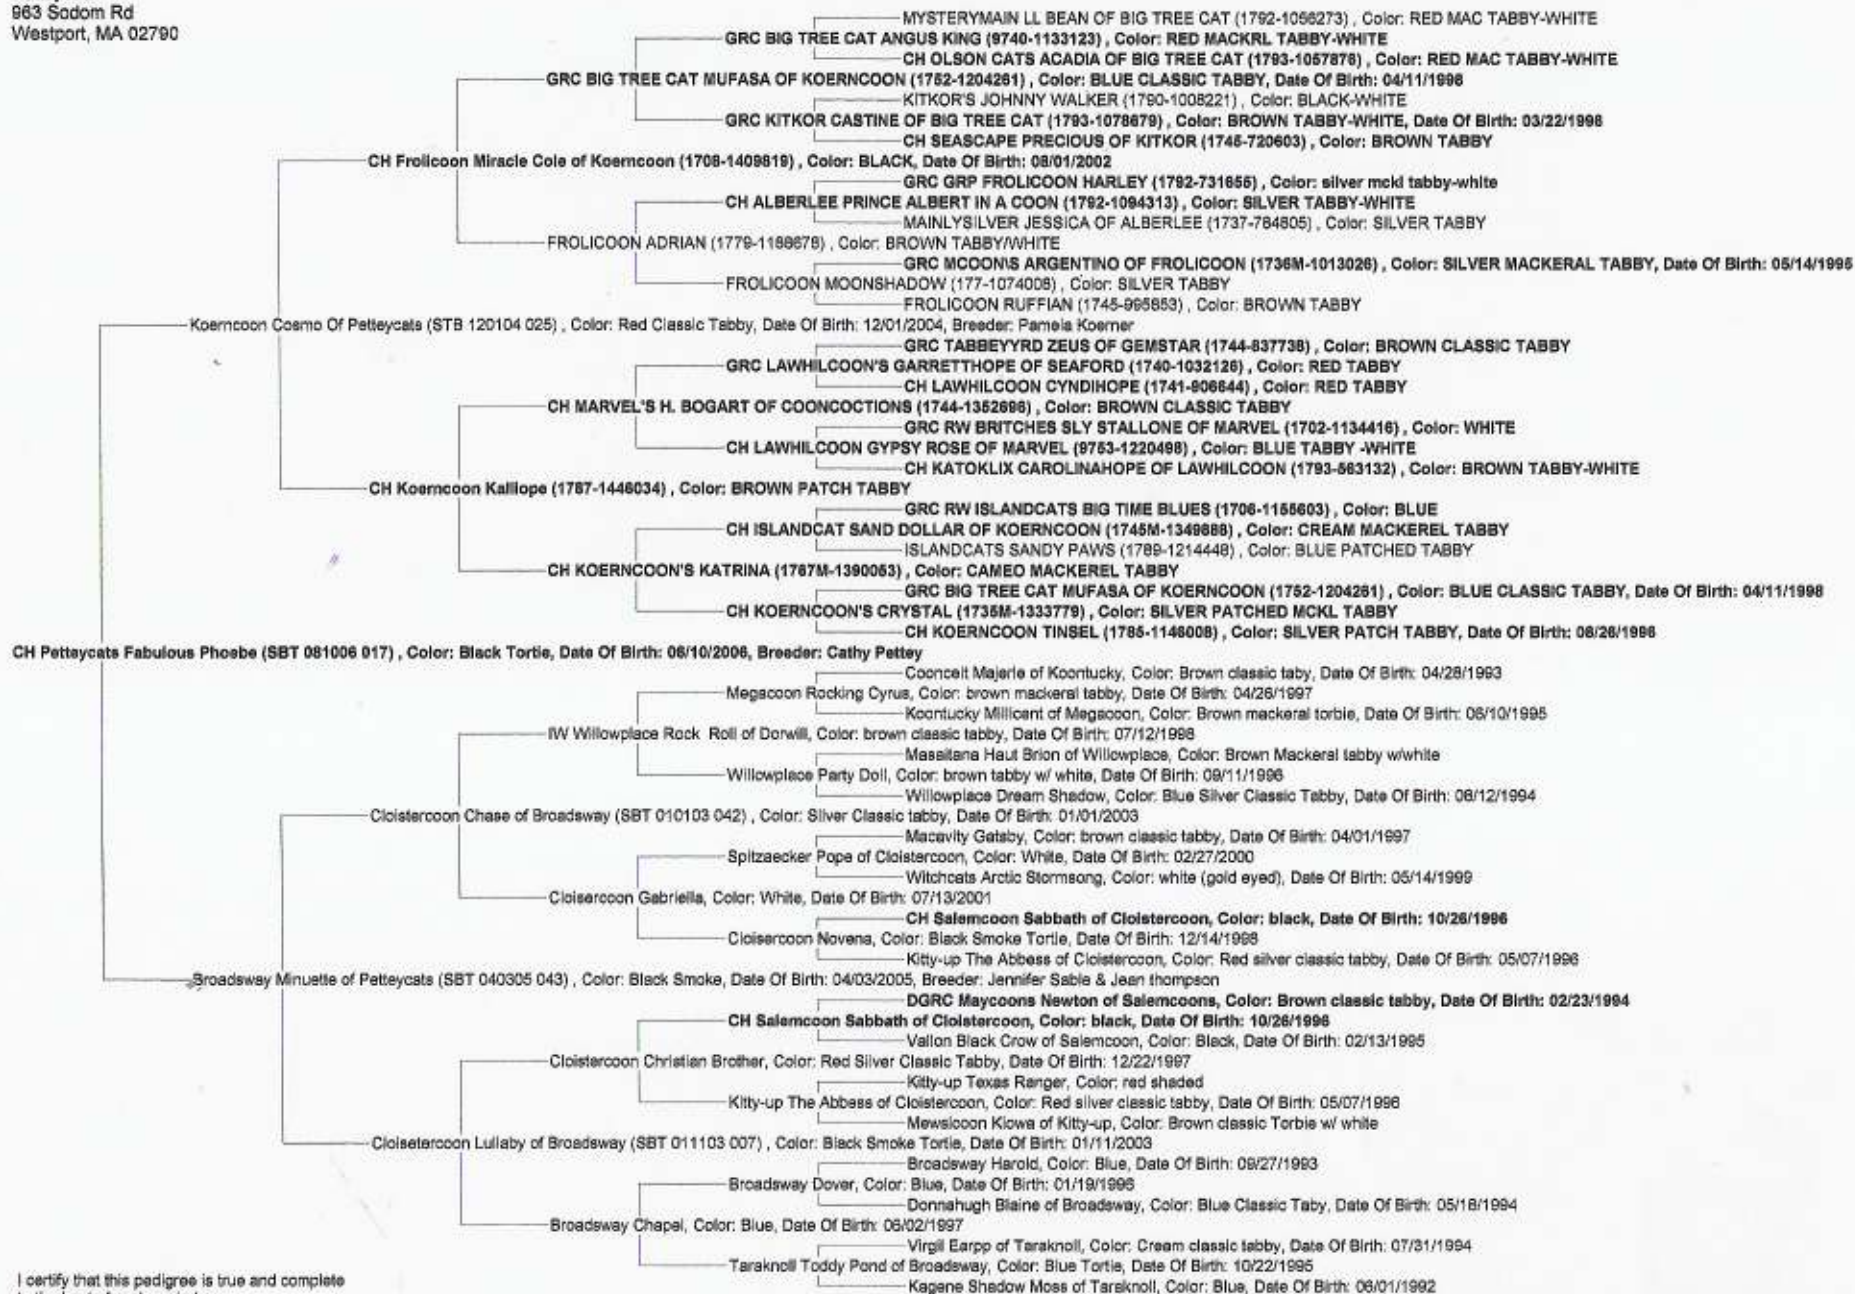 963 Sodom Rd
Westport, MA 02790
MYSTERYMAIN LL BEAN OF BIG TREE CAT (1792-1056273) , Color: RED MAC TABBY-WHITE
GRC BIG TREE CAT ANGUS KING (9740-1133123) , Color: RED MACKRL TABBY-WHITE
CH OLSON CATS ACADIA OF BIG TREE CAT (1793-1057876) , Color: RED MAC TABBY-WHITE
GRC BIG TREE CAT MUFASA OF KOERNCOON (1752-1204261) , Color: BLUE CLASSIC TABBY, Date Of Birth: 04/11/1998
KITKOR'S JOHNNY WALKER (1790-1008221) , Color: BLACK-WHITE
GRC KITKOR CASTINE OF BIG TREE CAT (1793-1078679) , Color: BROWN TABBY-WHITE, Date Of Birth: 03/22/1998
CH SEASCAPE PRECIOUS OF KITKOR (1745-720603) , Color: BROWN TABBY
CH Frolicoon Miracle Cole of Koerncoon (1708-1409819) , Color: BLACK, Date Of Birth: 08/01/2002
GRC GRP FROLICOON HARLEY (1792-731655) , Color: silver mckl tabby-white
CH ALBERLEE PRINCE ALBERT IN A COON (1792-1094313) , Color: SILVER TABBY-WHITE
MAINLYSILVER JESSICA OF ALBERLEE (1737-784805) , Color: SILVER TABBY
FROLICOON ADRIAN (1779-1188678) , Color: BROWN TABBY/WHITE
GRC MCOON\S ARGENTINO OF FROLICOON (1736M-1013026) , Color: SILVER MACKERAL TABBY, Date Of Birth: 05/14/1995
FROLICOON MOONSHADOW (177-1074008) , Color: SILVER TABBY
FROLICOON RUFFIAN (1745-995853) , Color: BROWN TABBY
Koerncoon Cosmo Of Petteycats (STB 120104 025) , Color: Red Classic Tabby, Date Of Birth: 12/01/2004, Breeder: Pamela Koerner
GRC TABBEYYRD ZEUS OF GEMSTAR (1744-837738) , Color: BROWN CLASSIC TABBY
GRC LAWHILCOON'S GARRETTHOPE OF SEAFORD (1740-1032126) , Color: RED TABBY
CH LAWHILCOON CYNDIHOPE (1741-906644) , Color: RED TABBY
CH MARVEL'S H. BOGART OF COONCOCTIONS (1744-1352696) , Color: BROWN CLASSIC TABBY
GRC RW BRITCHES SLY STALLONE OF MARVEL (1702-1134416) , Color: WHITE
CH LAWHILCOON GYPSY ROSE OF MARVEL (9753-1220498) , Color: BLUE TABBY -WHITE
CH KATOKLIX CAROLINAHOPE OF LAWHILCOON (1793-563132) , Color: BROWN TABBY-WHITE
CH Koerncoon Kalliope (1787-1446034) , Color: BROWN PATCH TABBY
GRC RW ISLANDCATS BIG TIME BLUES (1706-1155603) , Color: BLUE
CH ISLANDCAT SAND DOLLAR OF KOERNCOON (1745M-1349888) , Color: CREAM MACKEREL TABBY
ISLANDCATS SANDY PAWS (1789-1214448) , Color: BLUE PATCHED TABBY
CH KOERNCOON'S KATRINA (1767M-1390053) , Color: CAMEO MACKEREL TABBY
GRC BIG TREE CAT MUFASA OF KOERNCOON (1752-1204261) , Color: BLUE CLASSIC TABBY, Date Of Birth: 04/11/1998
CH KOERNCOON'S CRYSTAL (1735M-1333779) , Color: SILVER PATCHED MCKL TABBY
CH KOERNCOON TINSEL (1785-1146008) , Color: SILVER PATCH TABBY, Date Of Birth: 08/26/1996
CH Petteycats Fabulous Phoebe (SBT 081006 017) , Color: Black Tortie, Date Of Birth: 06/10/2006, Breeder: Cathy Pettey
Cooncelt Majerle of Koontucky, Color: Brown classic taby, Date Of Birth: 04/28/1993
Megacoon Rocking Cyrus, Color: brown mackeral tabby, Date Of Birth: 04/26/1997
Koontucky Millicent of Megacoon, Color: Brown mackeral torbie, Date Of Birth: 06/10/1995
IW Willowplace Rock Roll of Dorwill, Color: brown classic tabby, Date Of Birth: 07/12/1998
Masaitana Haut Brion of Willowplace, Color: Brown Mackeral tabby w/white
Willowplace Party Doll, Color: brown tabby w/ white, Date Of Birth: 09/11/1996
Willowplace Dream Shadow, Color: Blue Silver Classic Tabby, Date Of Birth: 08/12/1994
Cloistercoon Chase of Broadsway (SBT 010103 042) , Color: Silver Classic tabby, Date Of Birth: 01/01/2003
Macavity Gatsby, Color: brown classic tabby, Date Of Birth: 04/01/1997
Spitzaecker Pope of Cloistercoon, Color: White, Date Of Birth: 02/27/2000
Witchcats Arctic Stormsong, Color: white (gold eyed), Date Of Birth: 05/14/1999
Cloisercoon Gabriella, Color: White, Date Of Birth: 07/13/2001
CH Salemcoon Sabbath of Cloistercoon, Color: black, Date Of Birth: 10/26/1996
Cloisercoon Novena, Color: Black Smoke Tortie, Date Of Birth: 12/14/1998
Kitty-up The Abbess of Cloistercoon, Color: Red silver classic tabby, Date Of Birth: 05/07/1996
Broadsway Minuette of Petteycats (SBT 040305 043) , Color: Black Smoke, Date Of Birth: 04/03/2005, Breeder: Jennifer Sable & Jean thompson
DGRC Maycoons Newton of Salemcoons, Color: Brown classic tabby, Date Of Birth: 02/23/1994
CH Salemcoon Sabbath of Cloistercoon, Color: black, Date Of Birth: 10/26/1996
Vallon Black Crow of Salemcoon, Color: Black, Date Of Birth: 02/13/1995
Cloistercoon Christian Brother, Color: Red Silver Classic Tabby, Date Of Birth: 12/22/1997
Kitty-up Texas Ranger, Color: red shaded
Kitty-up The Abbess of Cloistercoon, Color: Red silver classic tabby, Date Of Birth: 05/07/1996
Mewsicoon Kiowa of Kitty-up, Color: Brown classic Torbie w/ white
Cloisetercoon Lullaby of Broadsway (SBT 011103 007) , Color: Black Smoke Tortie, Date Of Birth: 01/11/2003
Broadsway Harold, Color: Blue, Date Of Birth: 09/27/1993
Broadsway Dover, Color: Blue, Date Of Birth: 01/19/1996
Donnahugh Blaine of Broadsway, Color: Blue Classic Taby, Date Of Birth: 05/18/1994
Broadsway Chapel, Color: Blue, Date Of Birth: 06/02/1997
Virgil Earpp of Taraknoll, Color: Cream classic tabby, Date Of Birth: 07/31/1994
Taraknoll Toddy Pond of Broadsway, Color: Blue Tortie, Date Of Birth: 10/22/1995
Kagene Shadow Moss of Taraknoll, Color: Blue, Date Of Birth: 06/01/1992
I certify that this pedigree is true and complete